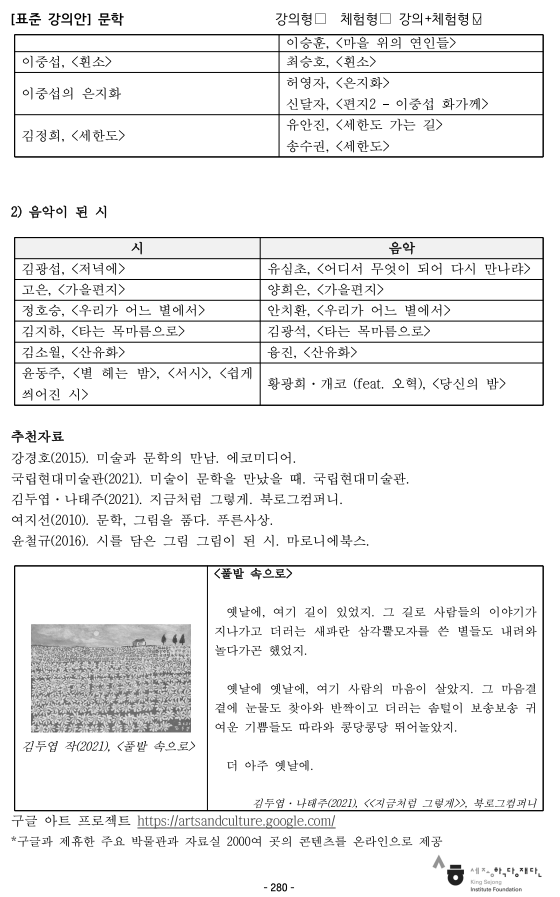 [표준 강의안] 문학 강의형□ 체험형□ 강의+체험형☑
이승훈, <마을 위의 연인들>
이중섭, <흰소> 최승호, <흰소>
이중섭의 은지화 허영자, <은지화>
신달자, <편지2 - 이중섭 화가께>
김정희, <세한도> 유안진, <세한도 가는 길>
송수권, <세한도>
2) 음악이 된 시
시 음악
김광섭, <저녁에> 유심초, <어디서 무엇이 되어 다시 만나랴>
고은, <가을편지> 양희은, <가을편지>
정호승, <우리가 어느 별에서> 안치환, <우리가 어느 별에서>
김지하, <타는 목마름으로> 김광석, <타는 목마름으로>
김소월, <산유화> 융진, <산유화>
윤동주, <별 헤는 밤>, <서시>, <쉽게 황광희·개코 (feat. 오혁), <당신의 밤>
씌어진 시>
추천자료
강경호(2015). 미술과 문학의 만남. 에코미디어.
국립현대미술관(2021). 미술이 문학을 만났을 때. 국립현대미술관.
김두엽·나태주(2021). 지금처럼 그렇게. 북로그컴퍼니.
여지선(2010). 문학, 그림을 품다. 푸른사상.
윤철규(2016). 시를 담은 그림 그림이 된 시. 마로니에북스.
<풀밭 속으로>
옛날에, 여기 길이 있었지. 그 길로 사람들의 이야기가
지나가고 더러는 새파란 삼각뿔모자를 쓴 별들도 내려와
놀다가곤 했었지.
옛날에 옛날에, 여기 사람의 마음이 살았지. 그 마음결
곁에 눈물도 찾아와 반짝이고 더러는 솜털이 보송보송 귀
여운 기쁨들도 따라와 콩당콩당 뛰어놀았지.
더 아주 옛날에.
김두엽 작(2021), <풀밭 속으로>
김두엽·나태주(2021), <<지금처럼 그렇게>>, 북로그컴퍼니
구글 아트 프로젝트 https://artsandculture.google.com/
*구글과 제휴한 주요 박물관과 자료실 2000여 곳의 콘텐츠를 온라인으로 제공
세종학당재단
King Sejong
Institute Foundation
- 280 -